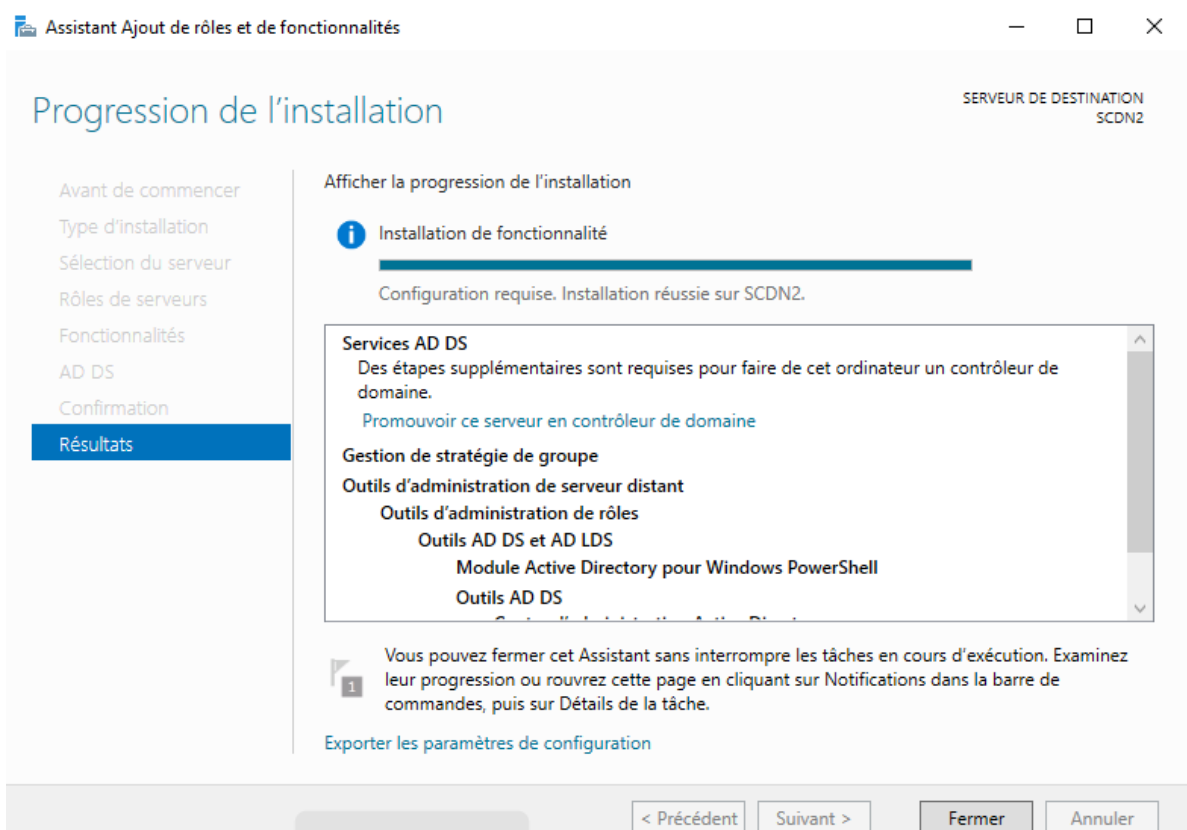 Assistant Ajout de rôles et de fonctionnalités
Progression de l'installation
SERVEUR DE DESTINATION
SCDN2
Avant de commencer
Type d'installation
Sélection du serveur
Rôles de serveurs
Fonctionnalités
AD DS
Confirmation
Résultats
Afficher la progression de l'installation
Installation de fonctionnalité
Configuration requise. Installation réussie sur SCDN2.
Services AD DS
Des étapes supplémentaires sont requises pour faire de cet ordinateur un contrôleur de
domaine.
Promouvoir ce serveur en contrôleur de domaine
Gestion de stratégie de groupe
Outils d'administration de serveur distant
Outils d'administration de rôles
Outils AD DS et AD LDS
Module Active Directory pour Windows PowerShell
Outils AD DS
1
Vous pouvez fermer cet Assistant sans interrompre les tâches en cours d'exécution. Examinez
leur progression ou rouvrez cette page en cliquant sur Notifications dans la barre de
commandes, puis sur Détails de la tâche.
Exporter les paramètres de configuration
< Précédent
Suivant >
Fermer
Annuler